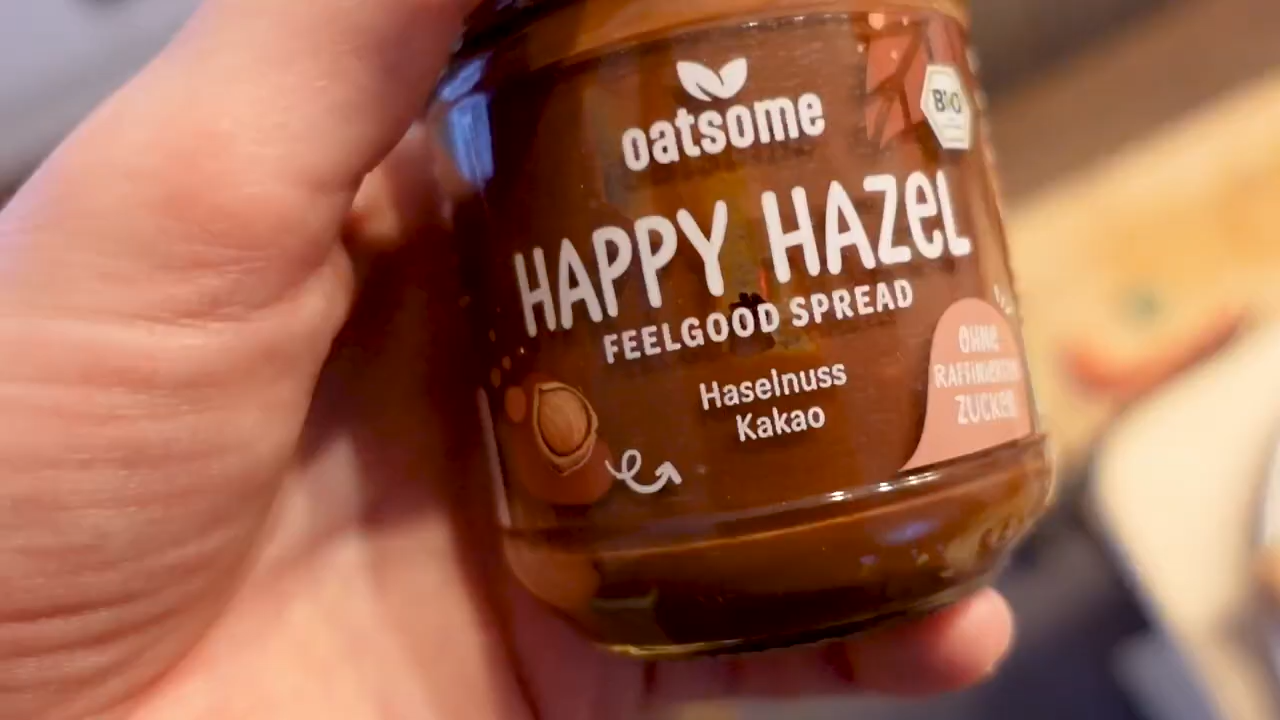 oatsome
Bio
HAPPY HAZEL
FEELGOOD SPREAD
Haselnuss
Kakao
OHNE
RAFFINIERTEN
ZUCKER